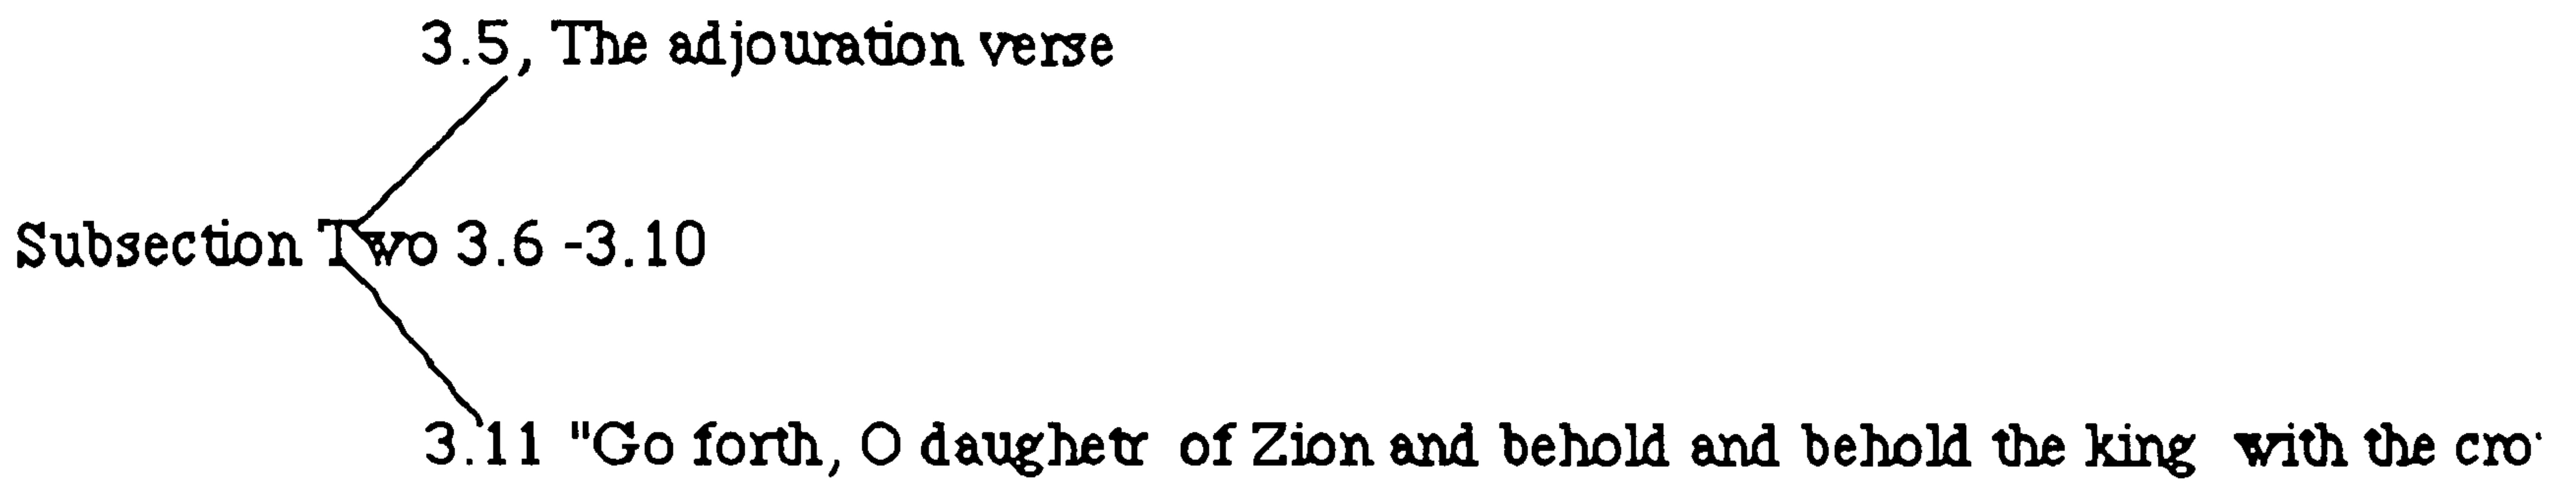 3.5, The adjouration verse
Subsection Two 3.6 -3.10
3.11 "Go forth, O daughetr of Zion and behold and behold the king with the cro